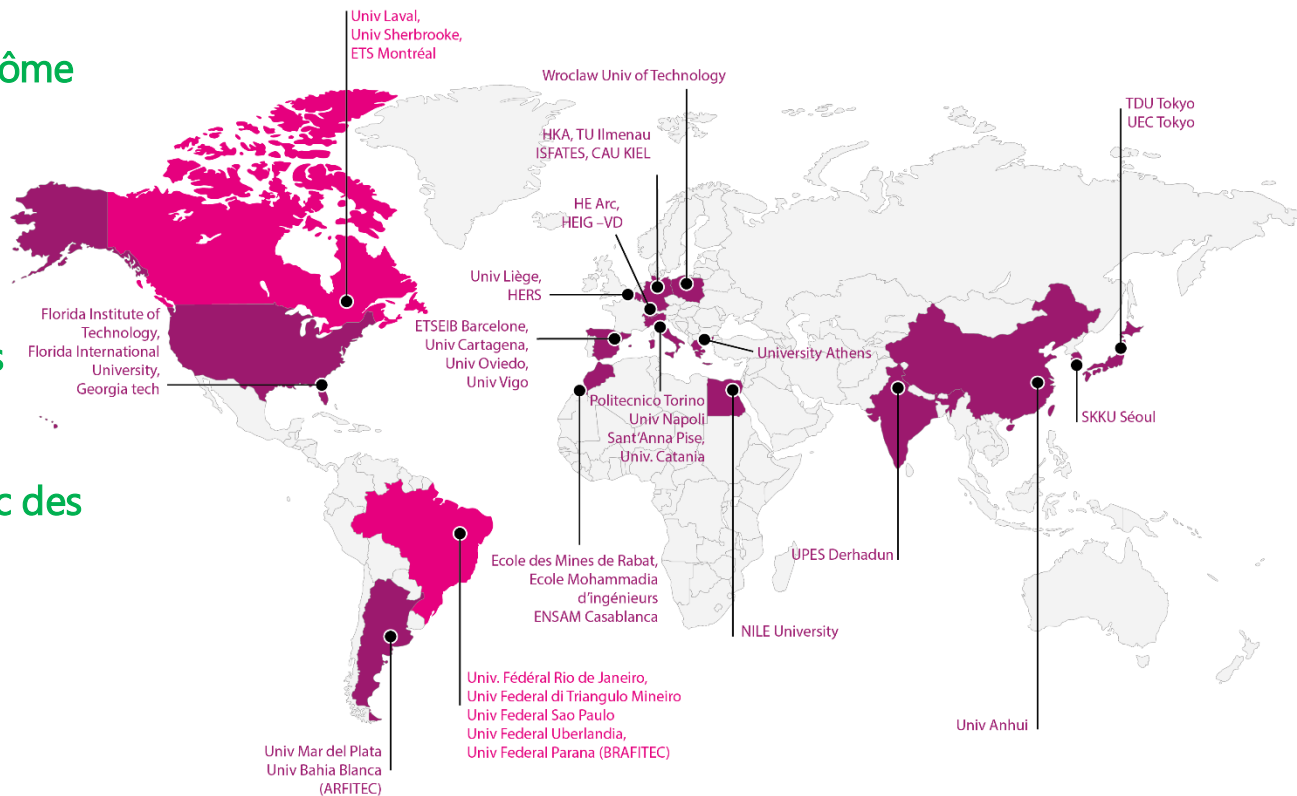 ôme
s
c des
Univ Laval,
Univ Sherbrooke,
ETS Montréal
Wroclaw Univ of Technology
HKA, TU Ilmenau
ISFATES, CAU KIEL
HE Arc,
HEIG –VD
Univ Liège,
HERS
ETSEIB Barcelone,
Univ Cartagena,
Univ Oviedo,
Univ Vigo
Florida Institute of
Technology,
Florida International
University,
Georgia tech
TDU Tokyo
UEC Tokyo
University Athens
Politecnico Torino
Univ Napoli
Sant'Anna Pise,
Univ. Catania
SKKU Séoul
UPES Derhadun
Ecole des Mines de Rabat,
Ecole Mohammadia
d'ingénieurs
ENSAM Casablanca
NILE University
Univ Anhui
Univ. Fédéral Rio de Janeiro,
Univ Federal di Triangulo Mineiro
Univ Federal Sao Paulo
Univ Federal Uberlandia,
Univ Federal Parana (BRAFITEC)
Univ Mar del Plata
Univ Bahia Blanca
(ARFITEC)